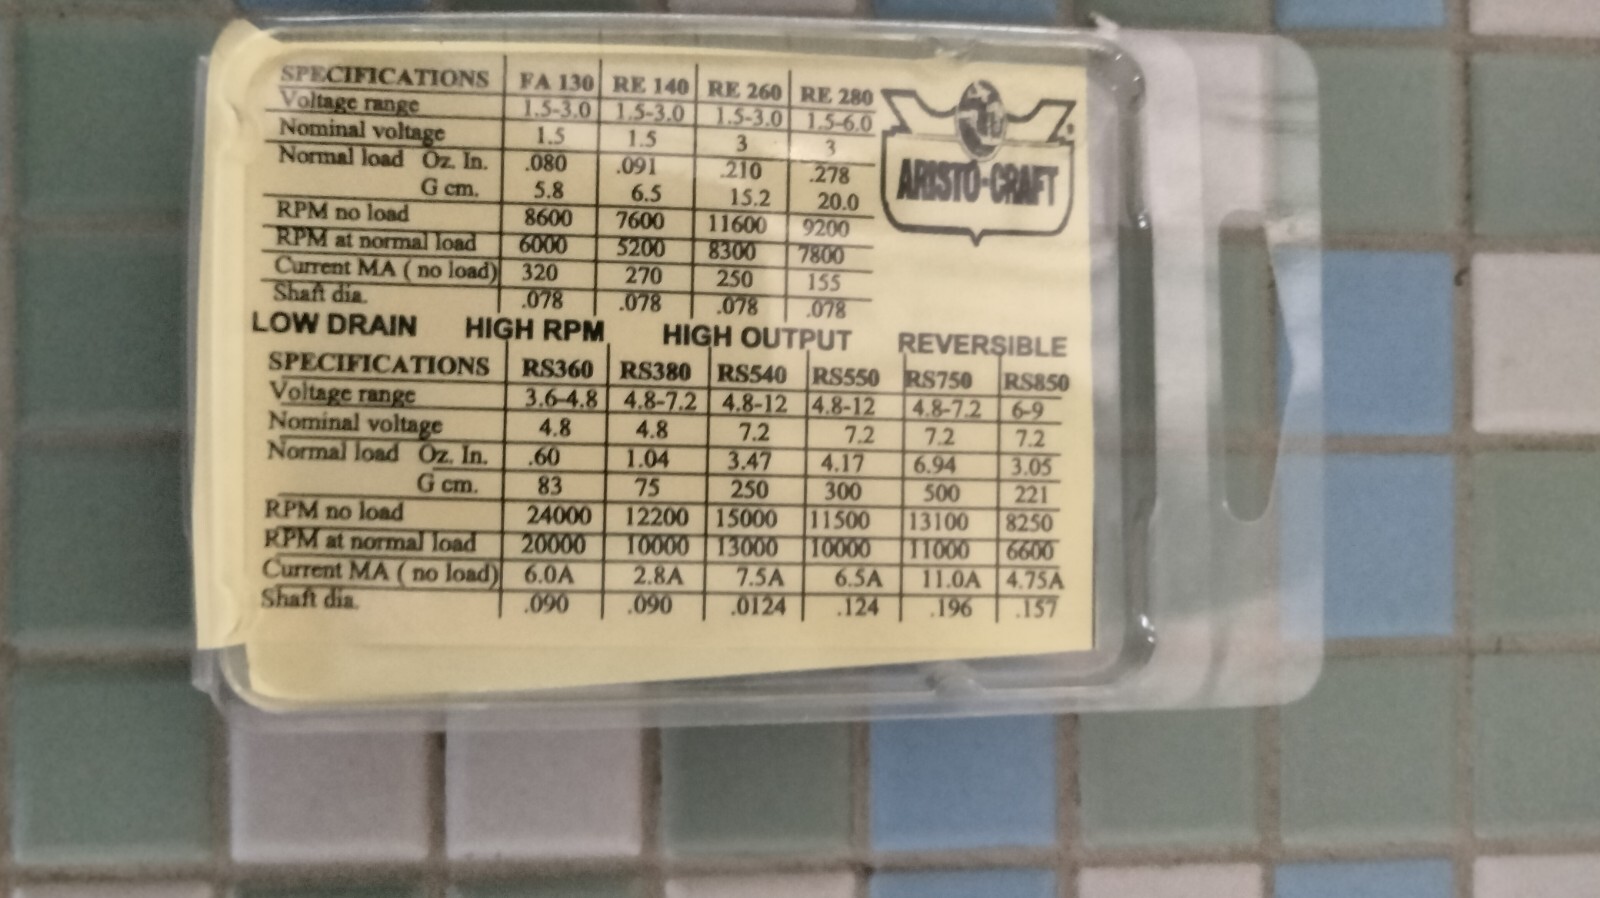 SPECIFICATIONS FA 130 RE 140 RE 260 RE 280
Voltage range 1.5-3.0 1.5-3.0 1.5-3.0 1.5-6.0
Nominal voltage 1.5 1.5 3 3
Normal load Oz. In. .080 .091 .210 .278
G cm. 5.8 6.5 15.2 20.0
RPM no load 8600 7600 11600 9200
RPM at normal load 6000 5200 8300 7800
Current MA ( no load) 320 270 250 155
Shaft dia. .078 .078 .078 .078
ARISTO-CRAFT
LOW DRAIN HIGH RPM HIGH OUTPUT REVERSIBLE
SPECIFICATIONS RS360 RS380 RS540 RS550 RS750 RS850
Voltage range 3.6-4.8 4.8-7.2 4.8-12 4.8-12 4.8-7.2 6-9
Nominal voltage 4.8 4.8 7.2 7.2 7.2 7.2
Normal load Oz. In. .60 1.04 3.47 4.17 6.94 3.05
G cm. 83 75 250 300 500 221
RPM no load 24000 12200 15000 11500 13100 8250
RPM at normal load 20000 10000 13000 10000 11000 6600
Current MA ( no load) 6.0A 2.8A 7.5A 6.5A 11.0A 4.75A
Shaft dia. .090 .090 .0124 .124 .196 .157